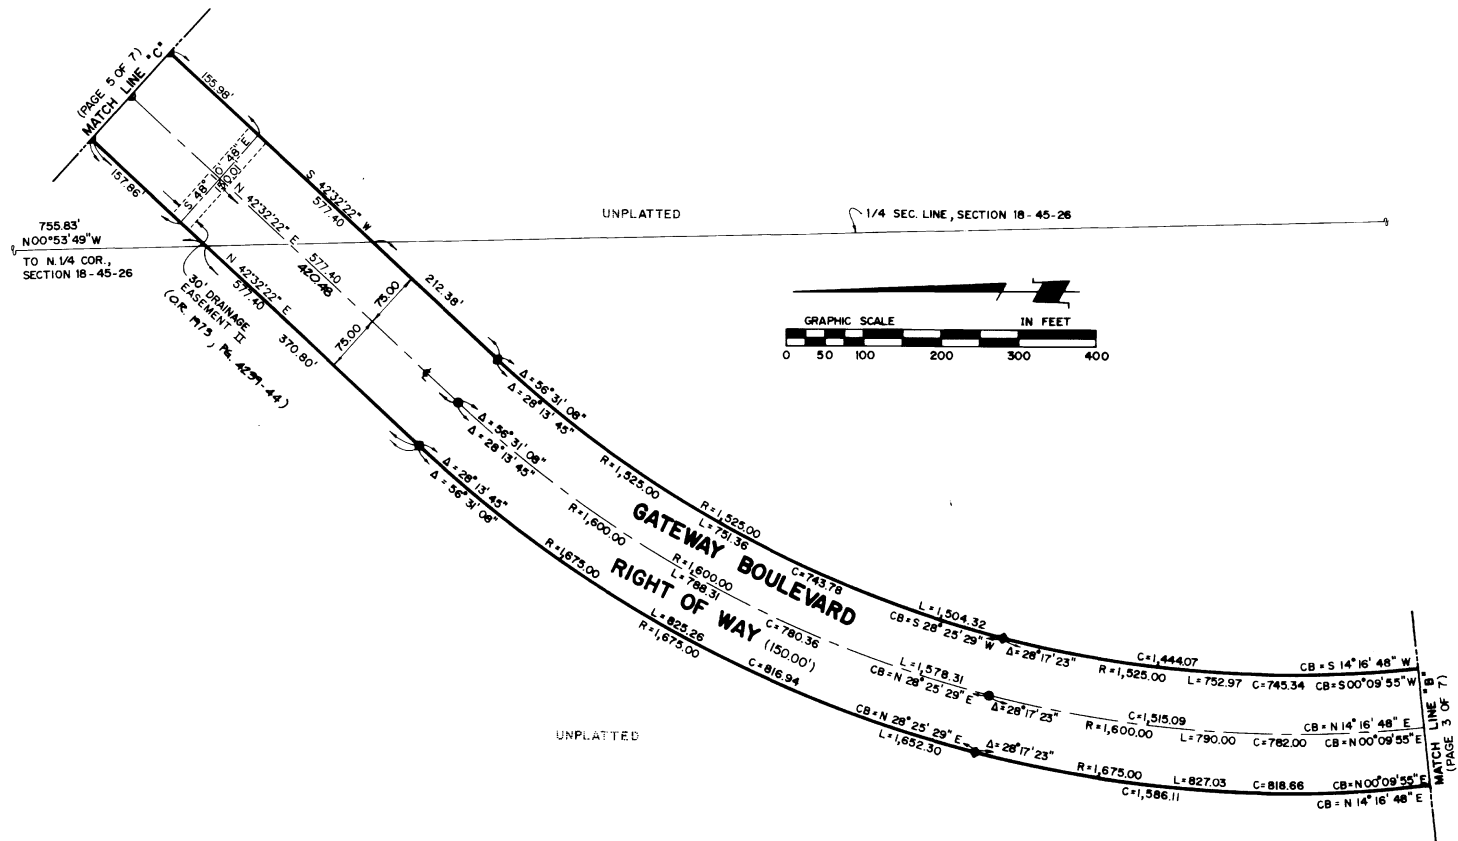 (PAGE 5 OF 7)
MATCH LINE "C"
155.98'
157.86'
S 48° 10' 48" E
150.01'
S 42°32'22" W
577.40
N 42°32'22" E
577.40
420.48
UNPLATTED
1/4 SEC. LINE, SECTION 18-45-26
755.83'
N00°53'49"W
TO N.1/4 COR.,
SECTION 18-45-26
N 42°32'22" E
577.40
30' DRAINAGE
EASEMENT II
(O.R. 1975, PG. 4239-44)
370.80'
75.00
75.00
212.38'
GRAPHIC SCALE IN FEET
0 50 100 200 300 400
Δ=56°31'08"
Δ=28°13'45"
Δ=56°31'08"
Δ=28°13'45"
Δ=28°13'45"
Δ=56°31'08"
R=1,525.00
R=1,525.00
L=751.36
C=743.78
L=1,504.32
CB=S 28°25'29" W
R=1,600.00
R=1,600.00
L=788.31
C=780.36
L=1,578.31
CB=N 28°25'29" E
GATEWAY BOULEVARD
RIGHT OF WAY (150.00')
R=1,675.00
L=825.26
R=1,675.00
C=816.94
CB=N 28°25'29" E
L=1,652.30
UNPLATTED
Δ=28°17'23"
C=1,444.07
R=1,525.00
L=752.97
C=745.34
CB=S 14°16'48" W
CB=S00°09'55"W
Δ=28°17'23"
C=1,515.09
R=1,600.00
L=790.00
C=782.00
CB=N 14°16'48" E
CB=N00°09'55"E
Δ=28°17'23"
R=1,675.00
C=1,586.11
L=827.03
C=818.66
CB=N00°09'55"E
CB=N 14°16'48" E
MATCH LINE "B"
(PAGE 3 OF 7)